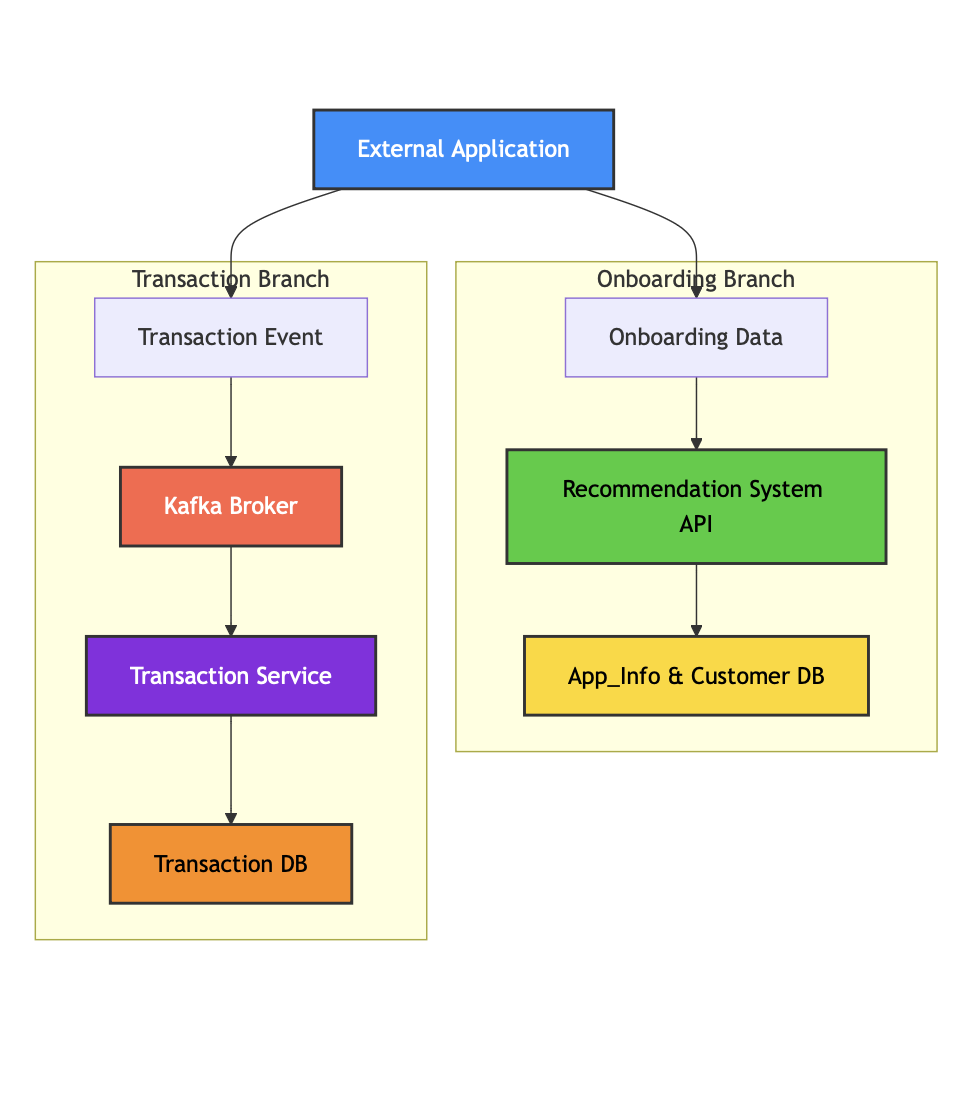 External Application
Transaction Branch
Transaction Event
Kafka Broker
Transaction Service
Transaction DB
Onboarding Branch
Onboarding Data
Recommendation System
API
App_Info & Customer DB